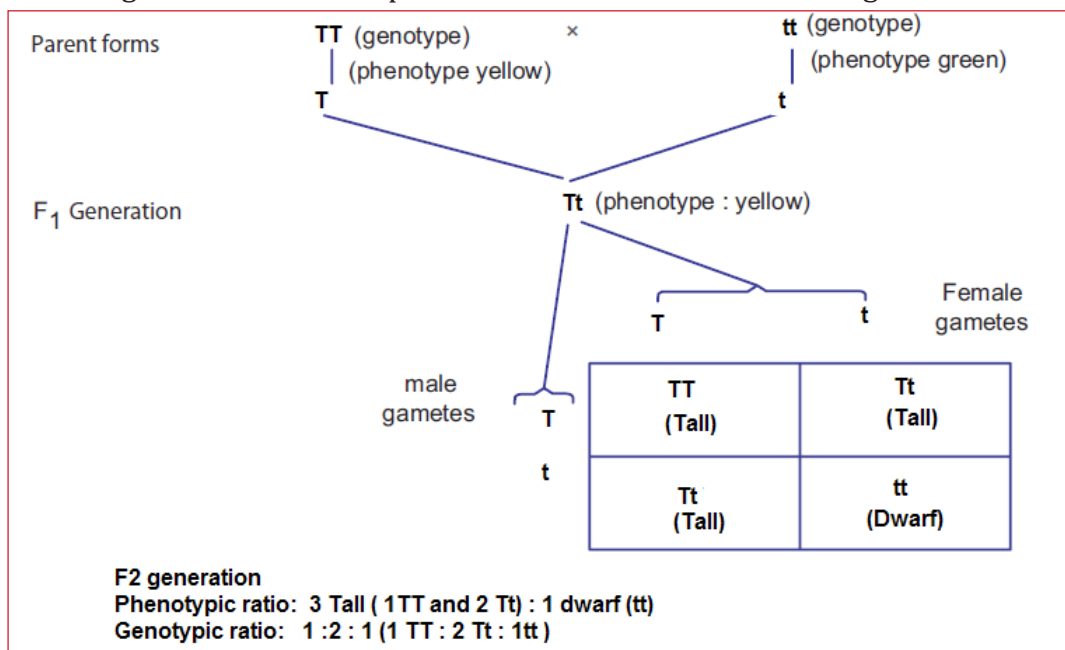 Parent forms
TT (genotype) × tt (genotype)
(phenotype yellow) (phenotype green)
T t
F1 Generation
Tt (phenotype : yellow)
T t
Female
gametes
male
gametes
T
t
TT
(Tall)
Tt
(Tall)
Tt
(Tall)
tt
(Dwarf)
F2 generation
Phenotypic ratio: 3 Tall ( 1TT and 2 Tt) : 1 dwarf (tt)
Genotypic ratio: 1 :2 : 1 (1 TT : 2 Tt : 1tt )